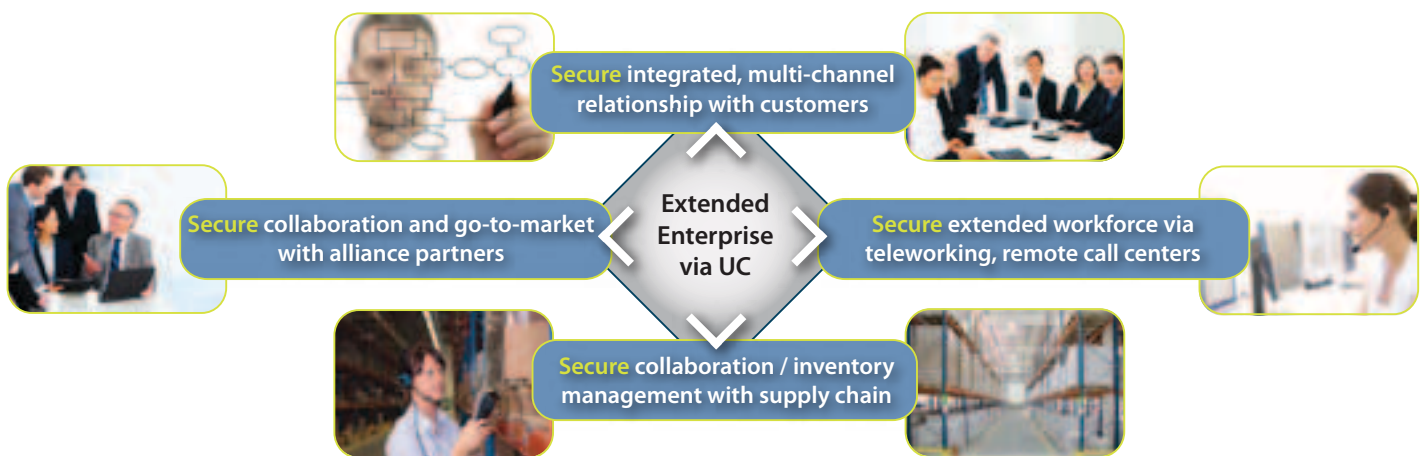 Secure integrated, multi-channel
relationship with customers
Secure collaboration and go-to-market
with alliance partners
Extended
Enterprise
via UC
Secure extended workforce via
teleworking, remote call centers
Secure collaboration / inventory
management with supply chain